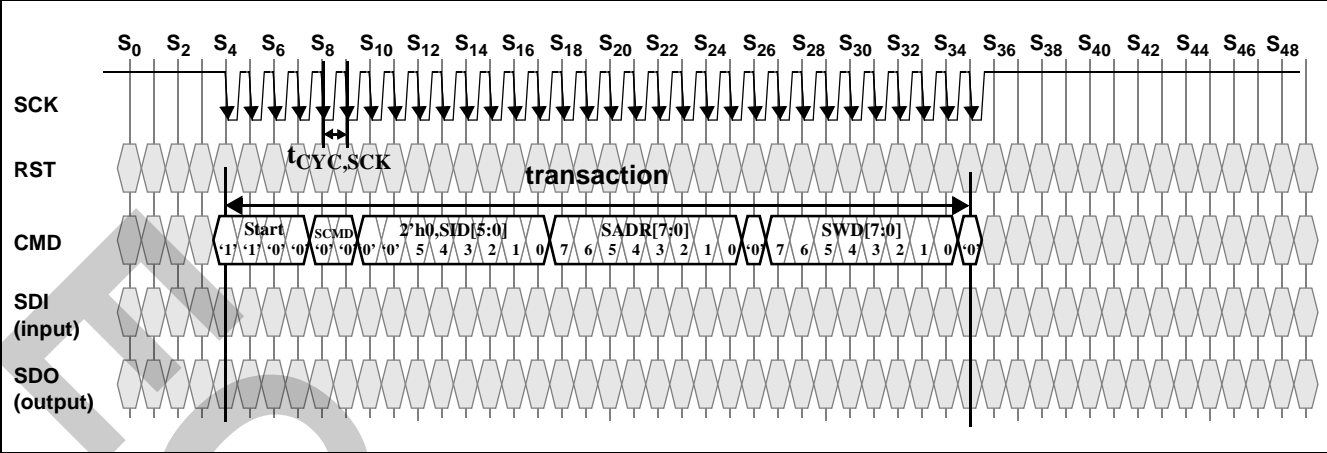 S0 S2 S4 S6 S8 S10 S12 S14 S16 S18 S20 S22 S24 S26 S28 S30 S32 S34 S36 S38 S40 S42 S44 S46 S48
SCK
tCYC,SCK
RST
transaction
CMD
Start SCMD 2'h0,SID[5:0] SADR[7:0] SWD[7:0]
‘1’ ‘1’ ‘0’ ‘0’ ‘0’ ‘0’ ‘0’ ‘0’ 5 4 3 2 1 0 7 6 5 4 3 2 1 0 ‘0’ 7 6 5 4 3 2 1 0 ‘0’
SDI
(input)
SDO
(output)